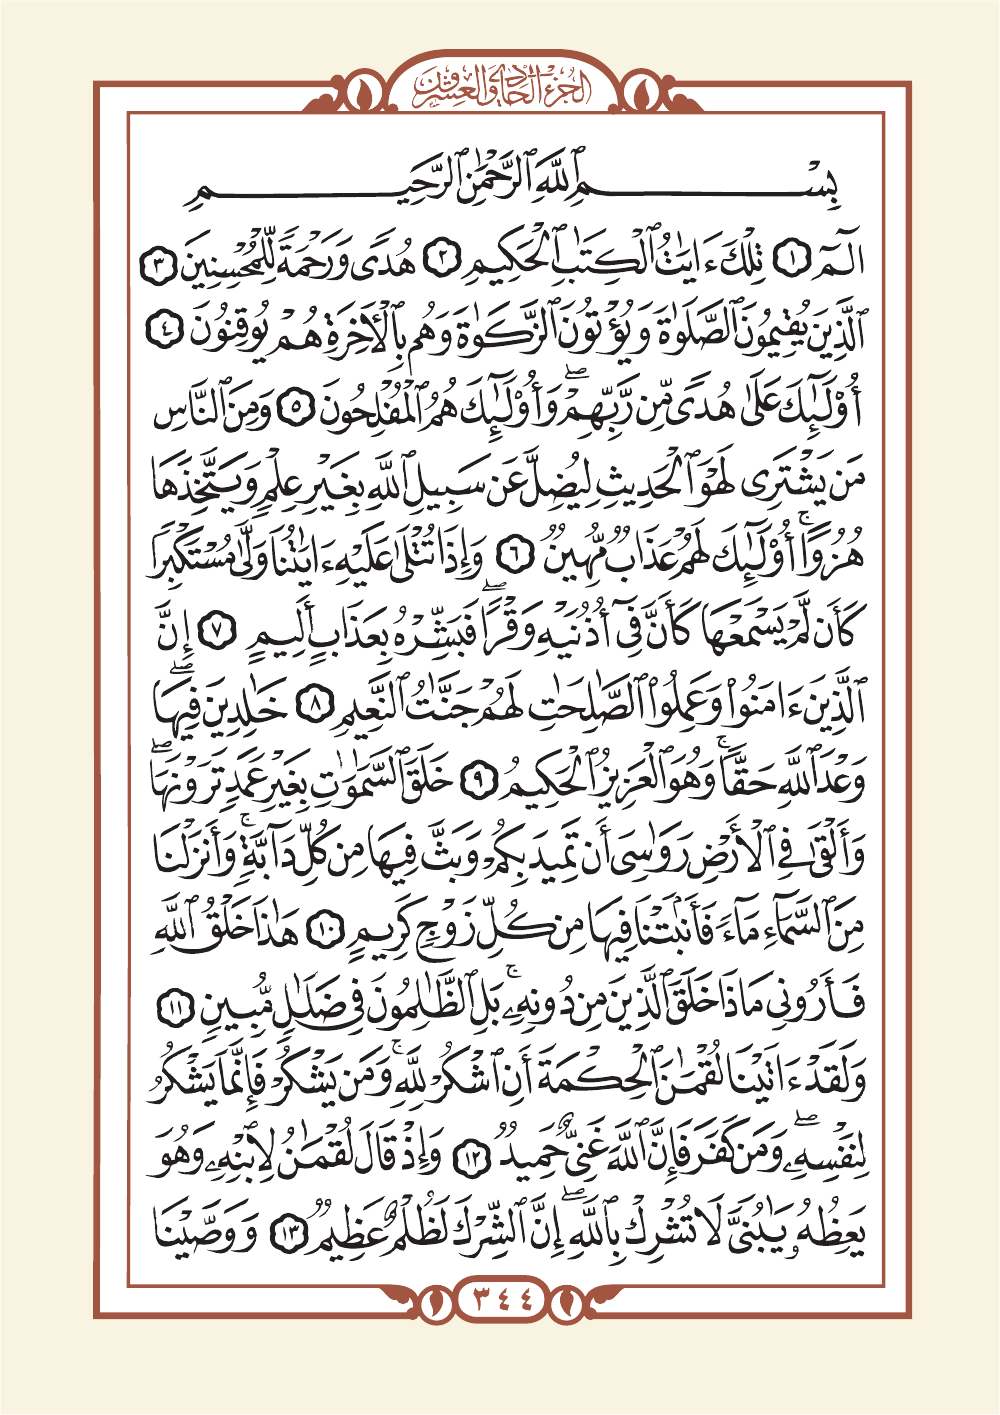 الجزء الحادي والعشرون
بِسْمِ ٱللَّهِ ٱلرَّحْمَٰنِ ٱلرَّحِيمِ
الٓمٓ ١ تِلْكَ ءَايَٰتُ ٱلْكِتَٰبِ ٱلْحَكِيمِ ٢ هُدًى وَرَحْمَةً لِّلْمُحْسِنِينَ ٣
ٱلَّذِينَ يُقِيمُونَ ٱلصَّلَوٰةَ وَيُؤْتُونَ ٱلزَّكَوٰةَ وَهُم بِٱلْأَخِرَةِ هُمْ يُوقِنُونَ ٤
أُوْلَٰٓئِكَ عَلَىٰ هُدًى مِّن رَّبِّهِمْۖ وَأُوْلَٰٓئِكَ هُمُ ٱلْمُفْلِحُونَ ٥ وَمِنَ ٱلنَّاسِ
مَن يَشْتَرِى لَهْوَ ٱلْحَدِيثِ لِيُضِلَّ عَن سَبِيلِ ٱللَّهِ بِغَيْرِ عِلْمٍ وَيَتَّخِذَهَا
هُزُوًاۚ أُوْلَٰٓئِكَ لَهُمْ عَذَابٌ مُّهِينٌ ٦ وَإِذَا تُتْلَىٰ عَلَيْهِ ءَايَٰتُنَا وَلَّىٰ مُسْتَكْبِرًا
كَأَن لَّمْ يَسْمَعْهَا كَأَنَّ فِىٓ أُذُنَيْهِ وَقْرًاۖ فَبَشِّرْهُ بِعَذَابٍ أَلِيمٍ ٧ إِنَّ
ٱلَّذِينَ ءَامَنُواْ وَعَمِلُواْ ٱلصَّٰلِحَٰتِ لَهُمْ جَنَّٰتُ ٱلنَّعِيمِ ٨ خَٰلِدِينَ فِيهَاۖ
وَعْدَ ٱللَّهِ حَقًّاۚ وَهُوَ ٱلْعَزِيزُ ٱلْحَكِيمُ ٩ خَلَقَ ٱلسَّمَٰوَٰتِ بِغَيْرِ عَمَدٍ تَرَوْنَهَاۖ
وَأَلْقَىٰ فِى ٱلْأَرْضِ رَوَٰسِىَ أَن تَمِيدَ بِكُمْ وَبَثَّ فِيهَا مِن كُلِّ دَآبَّةٍۚ وَأَنزَلْنَا
مِنَ ٱلسَّمَآءِ مَآءً فَأَنۢبَتْنَا فِيهَا مِن كُلِّ زَوْجٍ كَرِيمٍ ١٠ هَٰذَا خَلْقُ ٱللَّهِ
فَأَرُونِى مَاذَا خَلَقَ ٱلَّذِينَ مِن دُونِهِۦۚ بَلِ ٱلظَّٰلِمُونَ فِى ضَلَٰلٍ مُّبِينٍ ١١
وَلَقَدْ ءَاتَيْنَا لُقْمَٰنَ ٱلْحِكْمَةَ أَنِ ٱشْكُرْ لِلَّهِۚ وَمَن يَشْكُرْ فَإِنَّمَا يَشْكُرُ
لِنَفْسِهِۦۖ وَمَن كَفَرَ فَإِنَّ ٱللَّهَ غَنِىٌّ حَمِيدٌ ١٢ وَإِذْ قَالَ لُقْمَٰنُ لِٱبْنِهِۦ وَهُوَ
يَعِظُهُۥ يَٰبُنَىَّ لَا تُشْرِكْ بِٱللَّهِۖ إِنَّ ٱلشِّرْكَ لَظُلْمٌ عَظِيمٌ ١٣ وَوَصَّيْنَا
٣٤٤